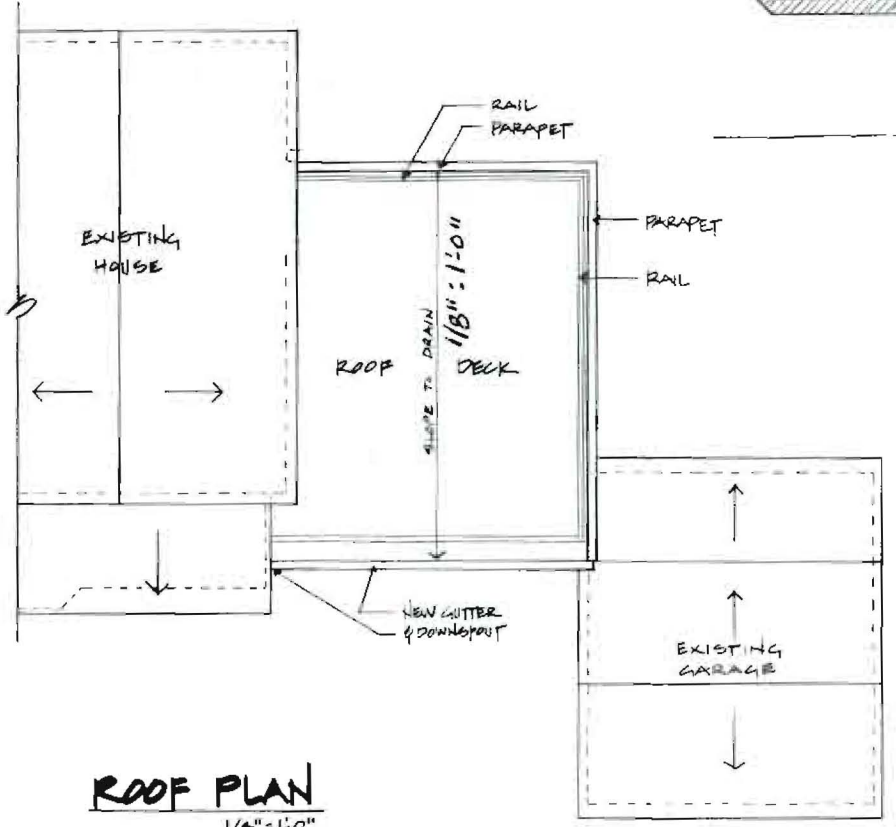 RAIL
PARAPET
PARAPET
RAIL
EXISTING
HOUSE
ROOF DECK
SLOPE TO DRAIN
1/8" : 1'-0"
NEW GUTTER
& DOWNSPOUT
EXISTING
GARAGE
ROOF PLAN